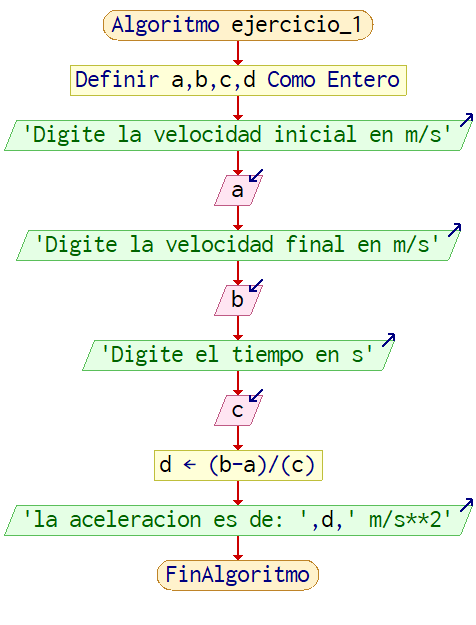 Algoritmo ejercicio_1
Definir a,b,c,d Como Entero
'Digite la velocidad inicial en m/s'
a
'Digite la velocidad final en m/s'
b
'Digite el tiempo en s'
c
d ← (b-a)/(c)
'la aceleracion es de: ',d,' m/s**2'
FinAlgoritmo